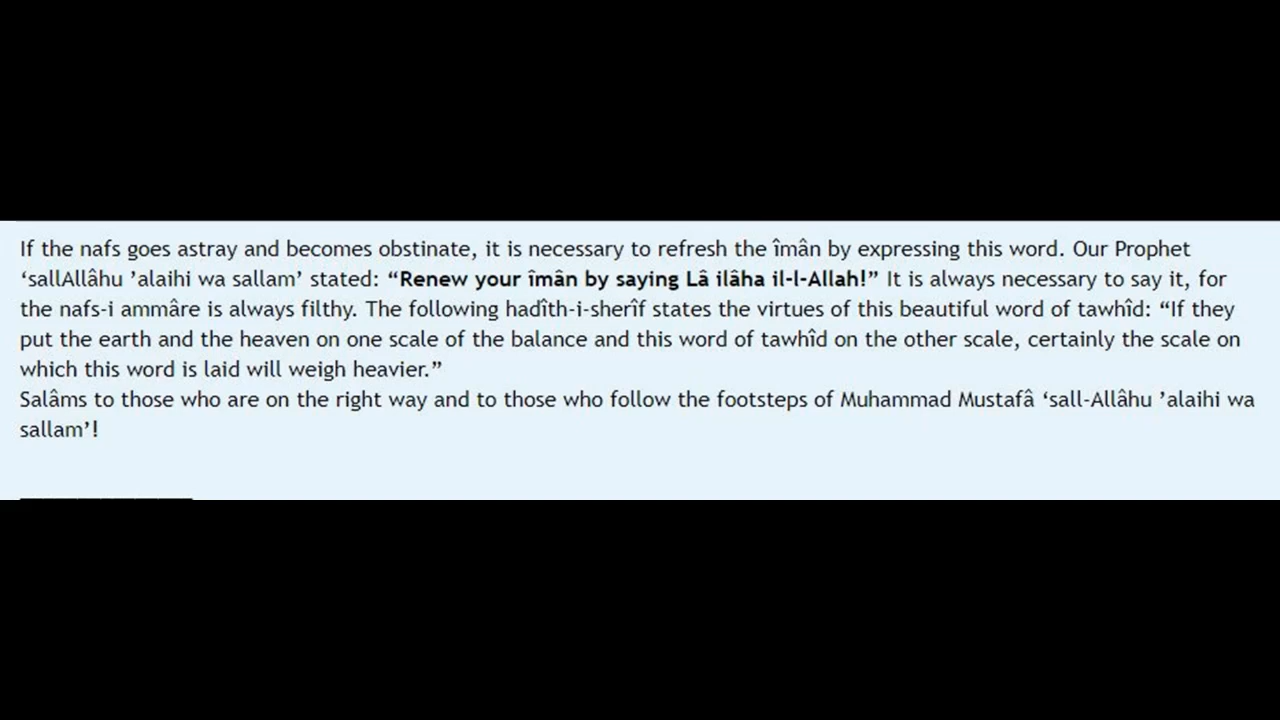 If the nafs goes astray and becomes obstinate, it is necessary to refresh the îmân by expressing this word. Our Prophet
‘sallAllâhu ’alaihi wa sallam’ stated: “Renew your îmân by saying Lâ ilâha il-l-Allah!” It is always necessary to say it, for
the nafs-i ammâre is always filthy. The following hadîth-i-sherîf states the virtues of this beautiful word of tawhîd: “If they
put the earth and the heaven on one scale of the balance and this word of tawhîd on the other scale, certainly the scale on
which this word is laid will weigh heavier.”
Salâms to those who are on the right way and to those who follow the footsteps of Muhammad Mustafâ ‘sall-Allâhu ’alaihi wa
sallam’!